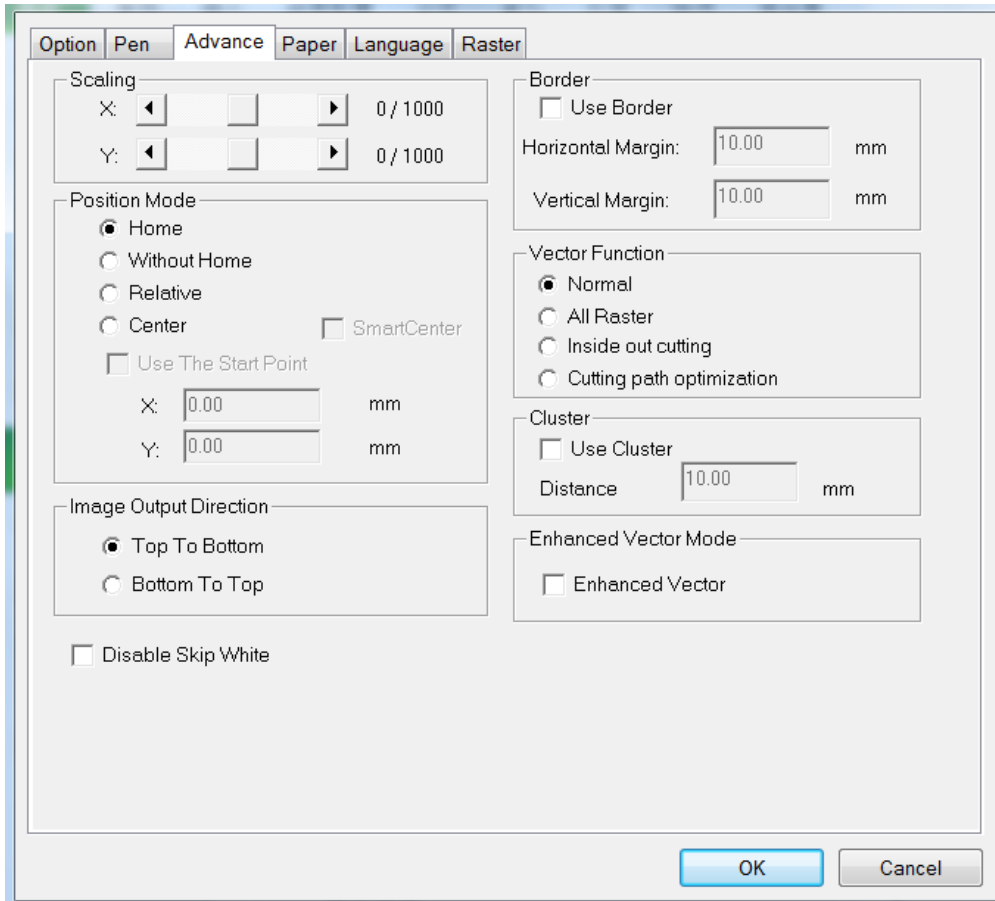 Option Pen Advance Paper Language Raster
Scaling
X: 0 / 1000
Y: 0 / 1000
Position Mode
Home
Without Home
Relative
Center SmartCenter
Use The Start Point
X: 0.00 mm
Y: 0.00 mm
Image Output Direction
Top To Bottom
Bottom To Top
Disable Skip White
Border
Use Border
Horizontal Margin: 10.00 mm
Vertical Margin: 10.00 mm
Vector Function
Normal
All Raster
Inside out cutting
Cutting path optimization
Cluster
Use Cluster
Distance 10.00 mm
Enhanced Vector Mode
Enhanced Vector
OK Cancel